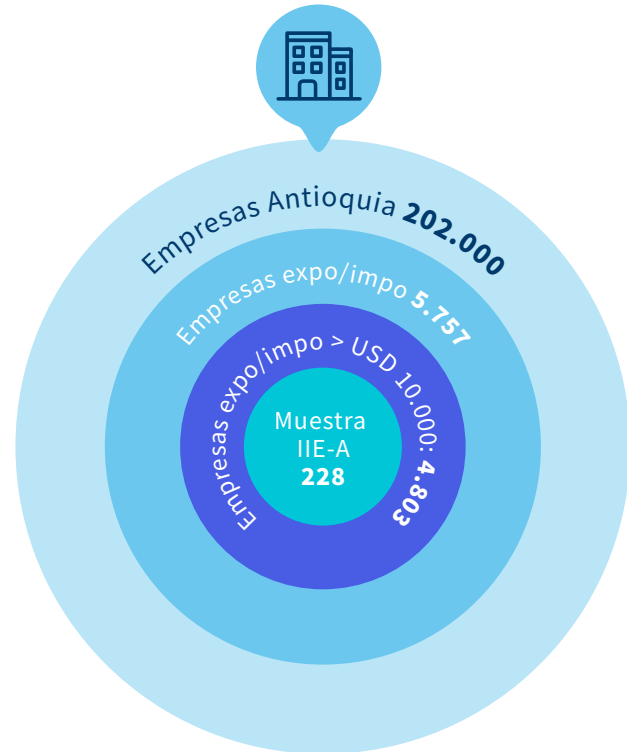 Empresas Antioquia 202.000
Empresas expo/impo 5.757
Empresas expo/impo > USD 10.000: 4.803
Muestra
IIE-A
228